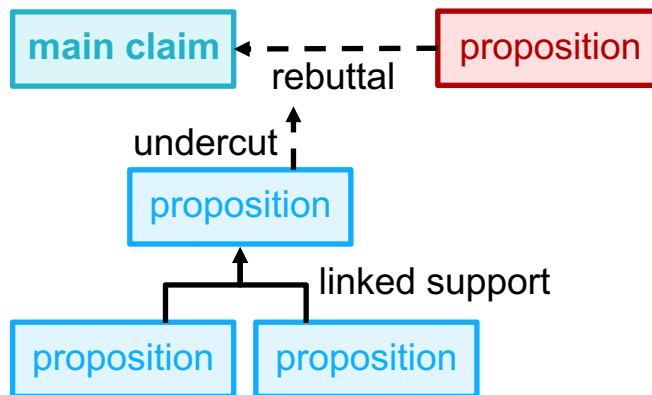 main claim
proposition
rebuttal
undercut
proposition
linked support
proposition
proposition